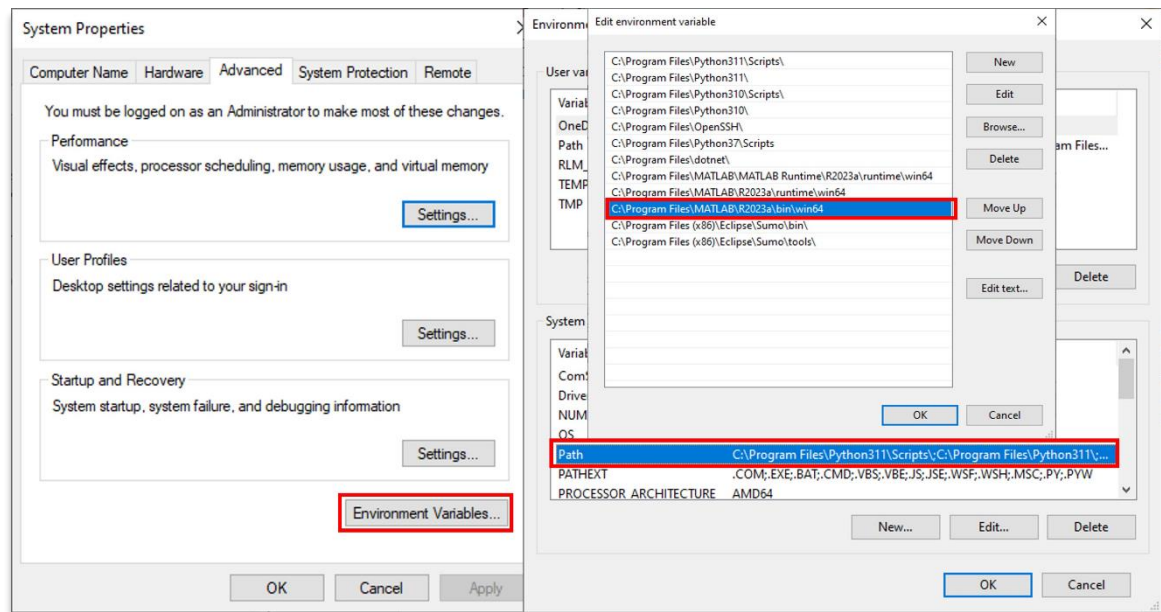 System Properties
Computer Name Hardware Advanced System Protection Remote
You must be logged on as an Administrator to make most of these changes.
Performance
Visual effects, processor scheduling, memory usage, and virtual memory
Settings...
User Profiles
Desktop settings related to your sign-in
Settings...
Startup and Recovery
System startup, system failure, and debugging information
Settings...
Environment Variables...
OK Cancel Apply
Environm
Edit environment variable
C:\Program Files\Python311\Scripts\
C:\Program Files\Python311\
C:\Program Files\Python310\Scripts\
C:\Program Files\Python310\
C:\Program Files\OpenSSH\
C:\Program Files\Python37\Scripts
C:\Program Files\dotnet\
C:\Program Files\MATLAB\MATLAB Runtime\R2023a\runtime\win64
C:\Program Files\MATLAB\R2023a\runtime\win64
C:\Program Files\MATLAB\R2023a\bin\win64
C:\Program Files (x86)\Eclipse\Sumo\bin\
C:\Program Files (x86)\Eclipse\Sumo\tools\
New
Edit
Browse...
Delete
Move Up
Move Down
Edit text...
OK Cancel
User var
Variab
OneD
Path am Files...
RLM_
TEMP
TMP
Delete
System
Variab
ComS
Drive
NUM
OS
Path C:\Program Files\Python311\Scripts\;C:\Program Files\Python311\;...
PATHEXT .COM;.EXE;.BAT;.CMD;.VBS;.VBE;.JS;.JSE;.WSF;.WSH;.MSC;.PY;.PYW
PROCESSOR_ARCHITECTURE AMD64
New... Edit... Delete
OK Cancel